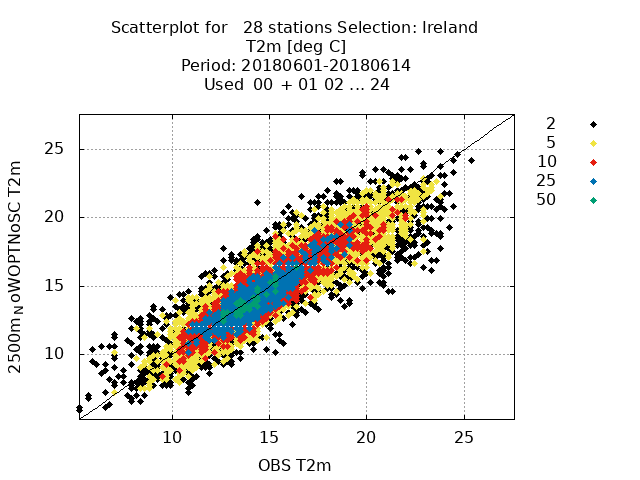 Scatterplot for   28 stations Selection: Ireland
T2m [deg C]
Period: 20180601-20180614
Used  00 + 01 02 ... 24
2
5
10
25
50
25
20
15
10
2500m_NoWOPTNoSC T2m
10 15 20 25
OBS T2m